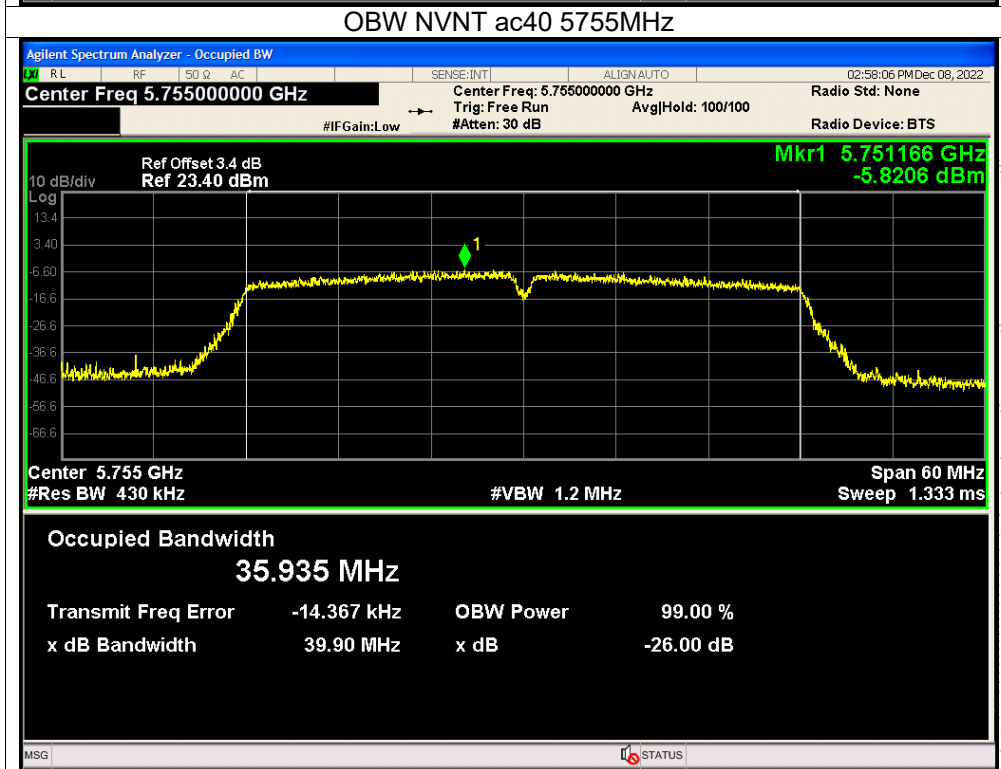 OBW NVNT ac40 5755MHz
Agilent Spectrum Analyzer - Occupied BW
LXI RL RF 50 Ω AC SENSE:INT ALIGN AUTO 02:58:06 PM Dec 08, 2022
Center Freq 5.755000000 GHz Center Freq: 5.755000000 GHz Radio Std: None
Trig: Free Run Avg|Hold: 100/100
#IFGain:Low #Atten: 30 dB Radio Device: BTS
Mkr1 5.751166 GHz
-5.8206 dBm
Ref Offset 3.4 dB
10 dB/div Ref 23.40 dBm
Log
13.4
3.40
-6.60
-16.6
-26.6
-36.6
-46.6
-56.6
-66.6
1
Center 5.755 GHz Span 60 MHz
#Res BW 430 kHz #VBW 1.2 MHz Sweep 1.333 ms
Occupied Bandwidth
35.935 MHz
Transmit Freq Error -14.367 kHz OBW Power 99.00 %
x dB Bandwidth 39.90 MHz x dB -26.00 dB
MSG STATUS